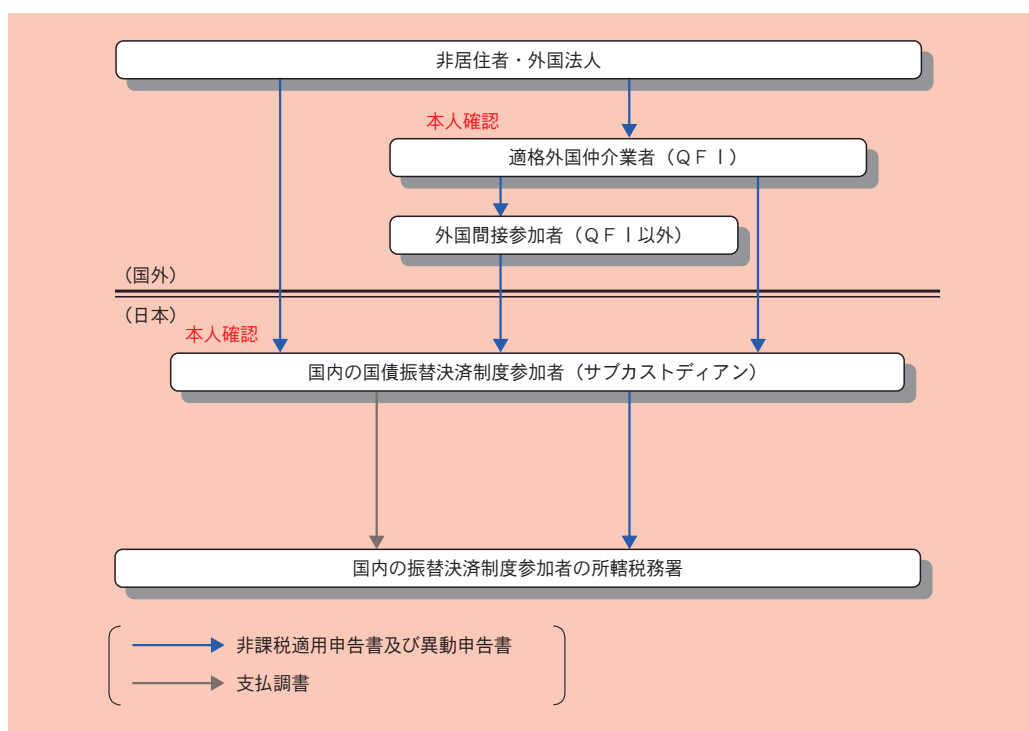 非居住者・外国法人
本人確認
適格外国仲介業者（ＱＦＩ）
外国間接参加者（ＱＦＩ以外）
（国外）
（日本）
本人確認
国内の国債振替決済制度参加者（サブカストディアン）
国内の振替決済制度参加者の所轄税務署
非課税適用申告書及び異動申告書
支払調書